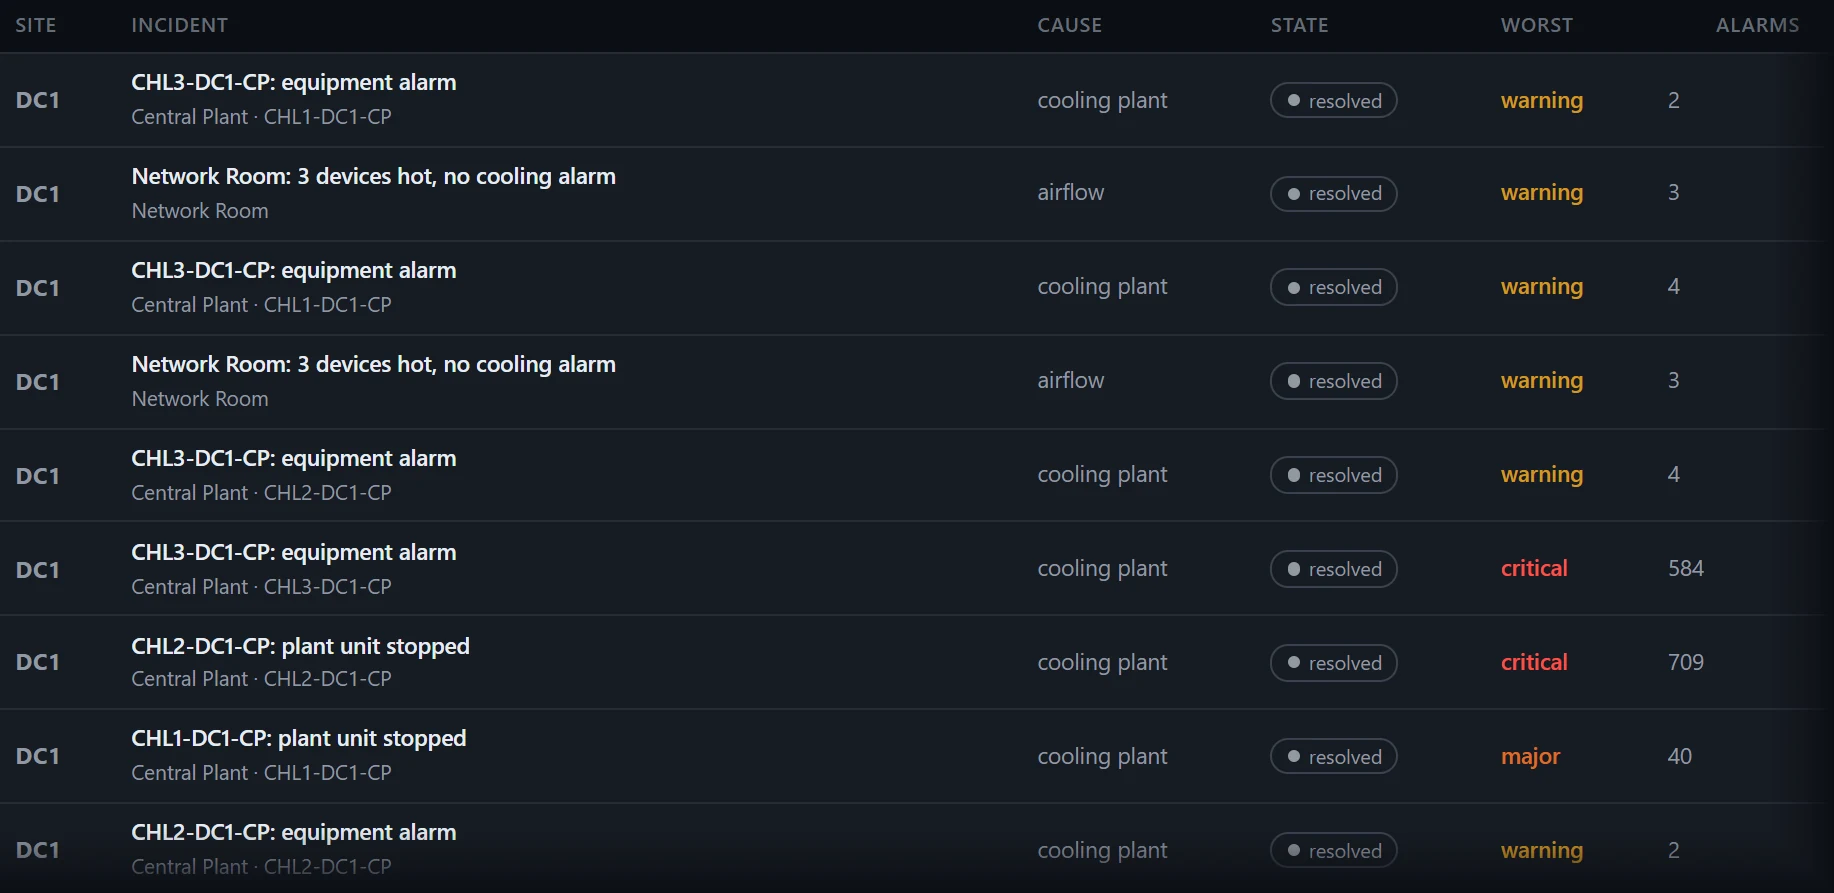 SITE INCIDENT CAUSE STATE WORST ALARMS
DC1 CHL3-DC1-CP: equipment alarm cooling plant resolved warning 2
Central Plant · CHL1-DC1-CP
DC1 Network Room: 3 devices hot, no cooling alarm airflow resolved warning 3
Network Room
DC1 CHL3-DC1-CP: equipment alarm cooling plant resolved warning 4
Central Plant · CHL1-DC1-CP
DC1 Network Room: 3 devices hot, no cooling alarm airflow resolved warning 3
Network Room
DC1 CHL3-DC1-CP: equipment alarm cooling plant resolved warning 4
Central Plant · CHL2-DC1-CP
DC1 CHL3-DC1-CP: equipment alarm cooling plant resolved critical 584
Central Plant · CHL3-DC1-CP
DC1 CHL2-DC1-CP: plant unit stopped cooling plant resolved critical 709
Central Plant · CHL2-DC1-CP
DC1 CHL1-DC1-CP: plant unit stopped cooling plant resolved major 40
Central Plant · CHL1-DC1-CP
DC1 CHL2-DC1-CP: equipment alarm cooling plant resolved warning 2
Central Plant · CHL2-DC1-CP